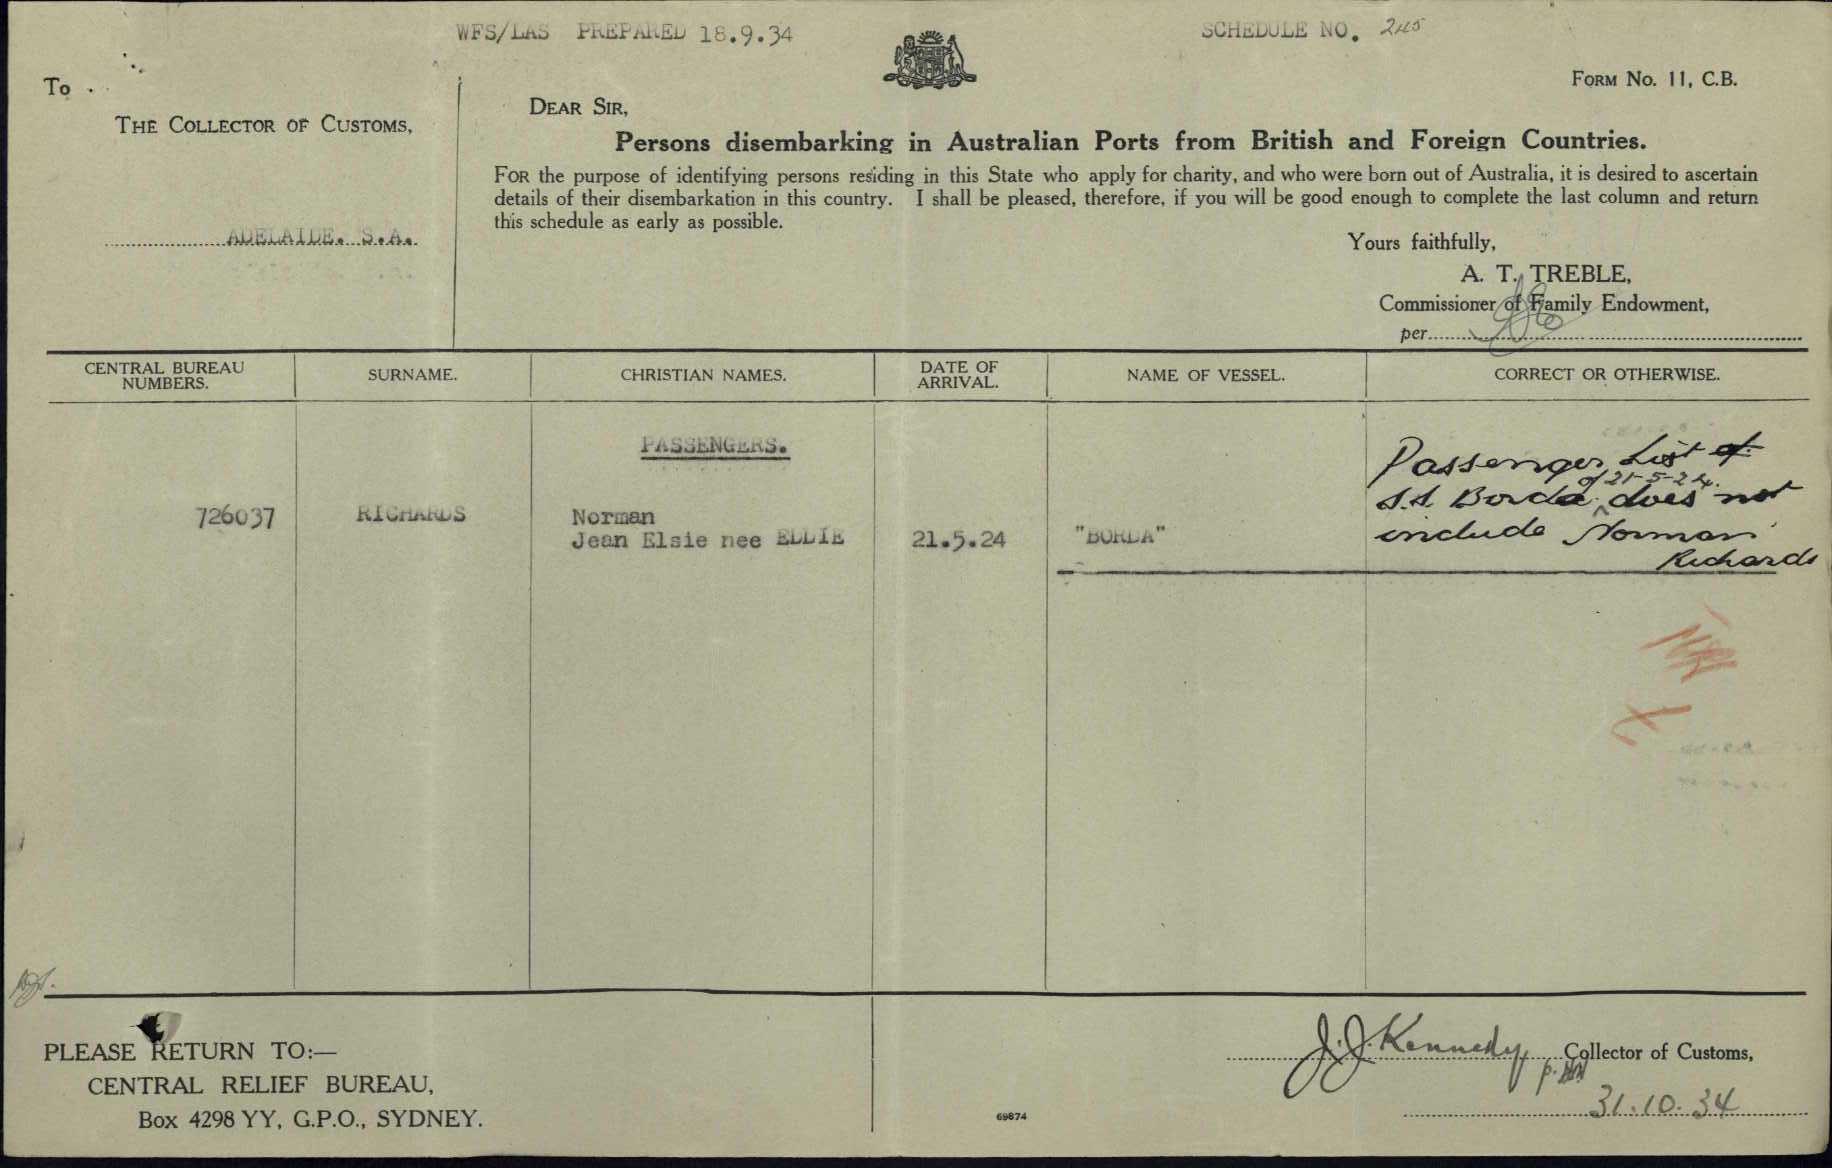 WFS/LAS PREPARED 18.9.34
SCHEDULE NO. 245
FORM No. 11, C.B.
To
THE COLLECTOR OF CUSTOMS,
ADELAIDE. S.A.
DEAR SIR,
Persons disembarking in Australian Ports from British and Foreign Countries.
FOR the purpose of identifying persons residing in this State who apply for charity, and who were born out of Australia, it is desired to ascertain
details of their disembarkation in this country. I shall be pleased, therefore, if you will be good enough to complete the last column and return
this schedule as early as possible.
Yours faithfully,
A. T. TREBLE,
Commissioner of Family Endowment,
per
CENTRAL BUREAU NUMBERS.
SURNAME.
CHRISTIAN NAMES.
DATE OF ARRIVAL.
NAME OF VESSEL.
CORRECT OR OTHERWISE.
PASSENGERS.
726037 RICHARDS Norman
Jean Elsie nee ELLIE 21.5.24 "BORDA"
Passenger List of
of 21-5-24.
S.S. Borda does not
include Norman
Richards
PLEASE RETURN TO:—
CENTRAL RELIEF BUREAU,
Box 4298 YY, G.P.O., SYDNEY.
69874
J.J. Kennedy Collector of Customs,
31.10.34